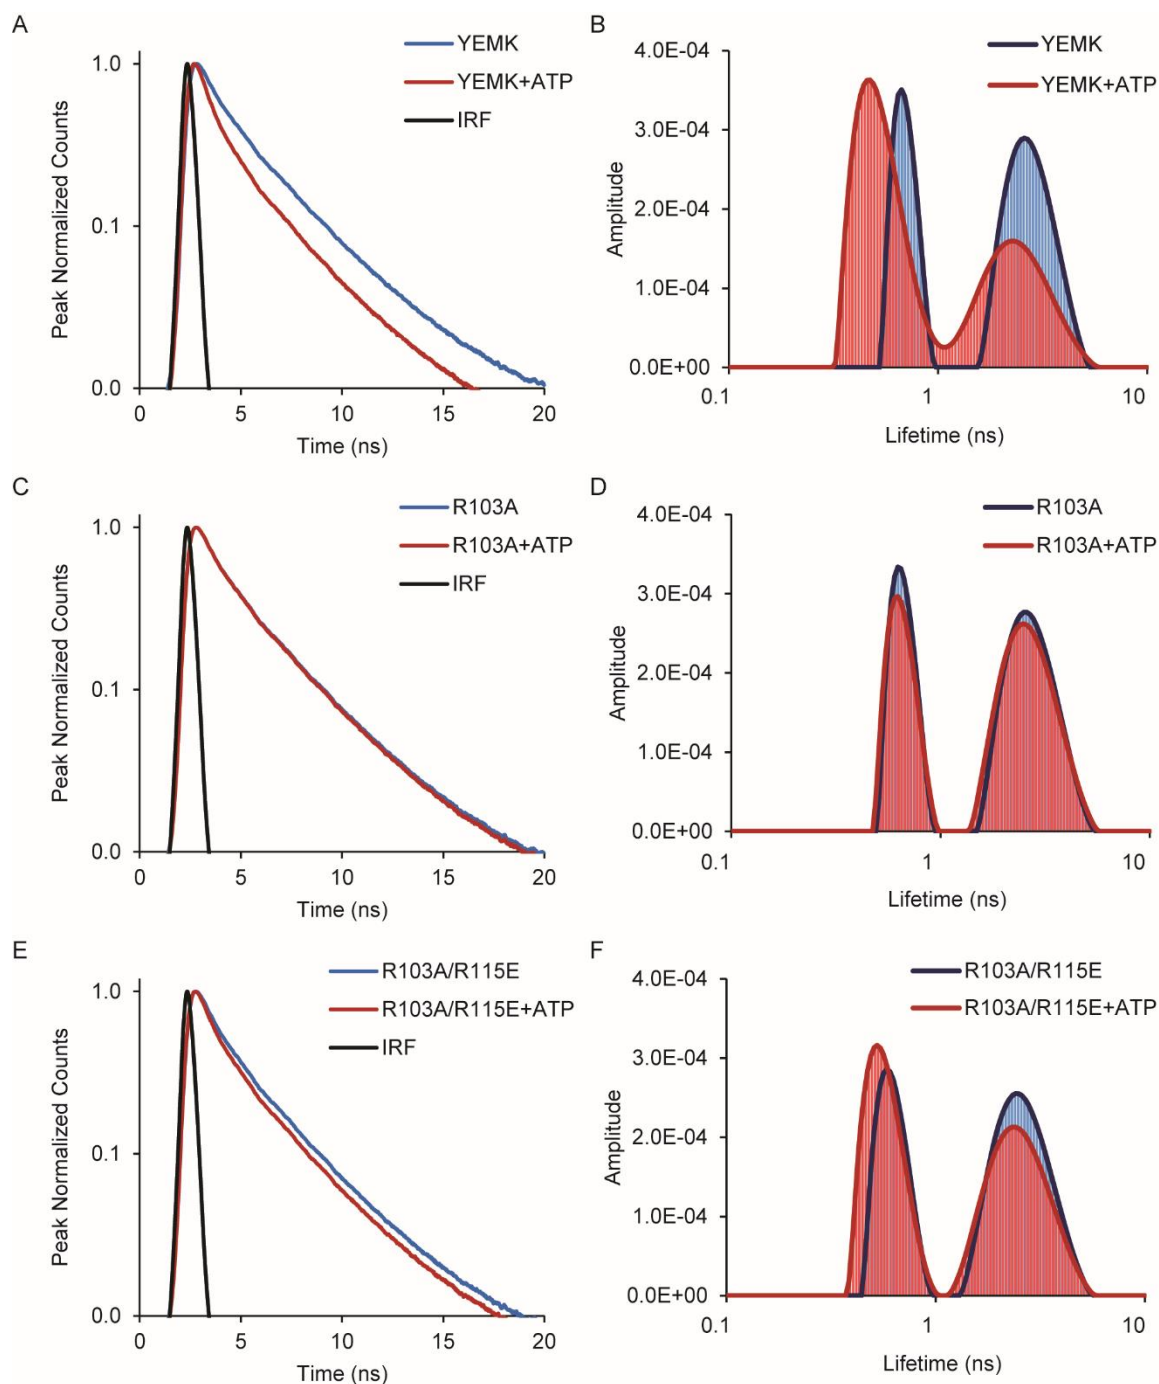 A
YEMK
YEMK+ATP
IRF
1.0
0.1
0.0
Peak Normalized Counts
0
5
10
15
20
Time (ns)
B
YEMK
YEMK+ATP
4.0E-04
3.0E-04
2.0E-04
1.0E-04
0.0E+00
Amplitude
0.1
1
10
Lifetime (ns)
C
R103A
R103A+ATP
IRF
1.0
0.1
0.0
Peak Normalized Counts
0
5
10
15
20
Time (ns)
D
R103A
R103A+ATP
4.0E-04
3.0E-04
2.0E-04
1.0E-04
0.0E+00
Amplitude
0.1
1
10
Lifetime (ns)
E
R103A/R115E
R103A/R115E+ATP
IRF
1.0
0.1
0.0
Peak Normalized Counts
0
5
10
15
20
Time (ns)
F
R103A/R115E
R103A/R115E+ATP
4.0E-04
3.0E-04
2.0E-04
1.0E-04
0.0E+00
Amplitude
0.1
1
10
Lifetime (ns)